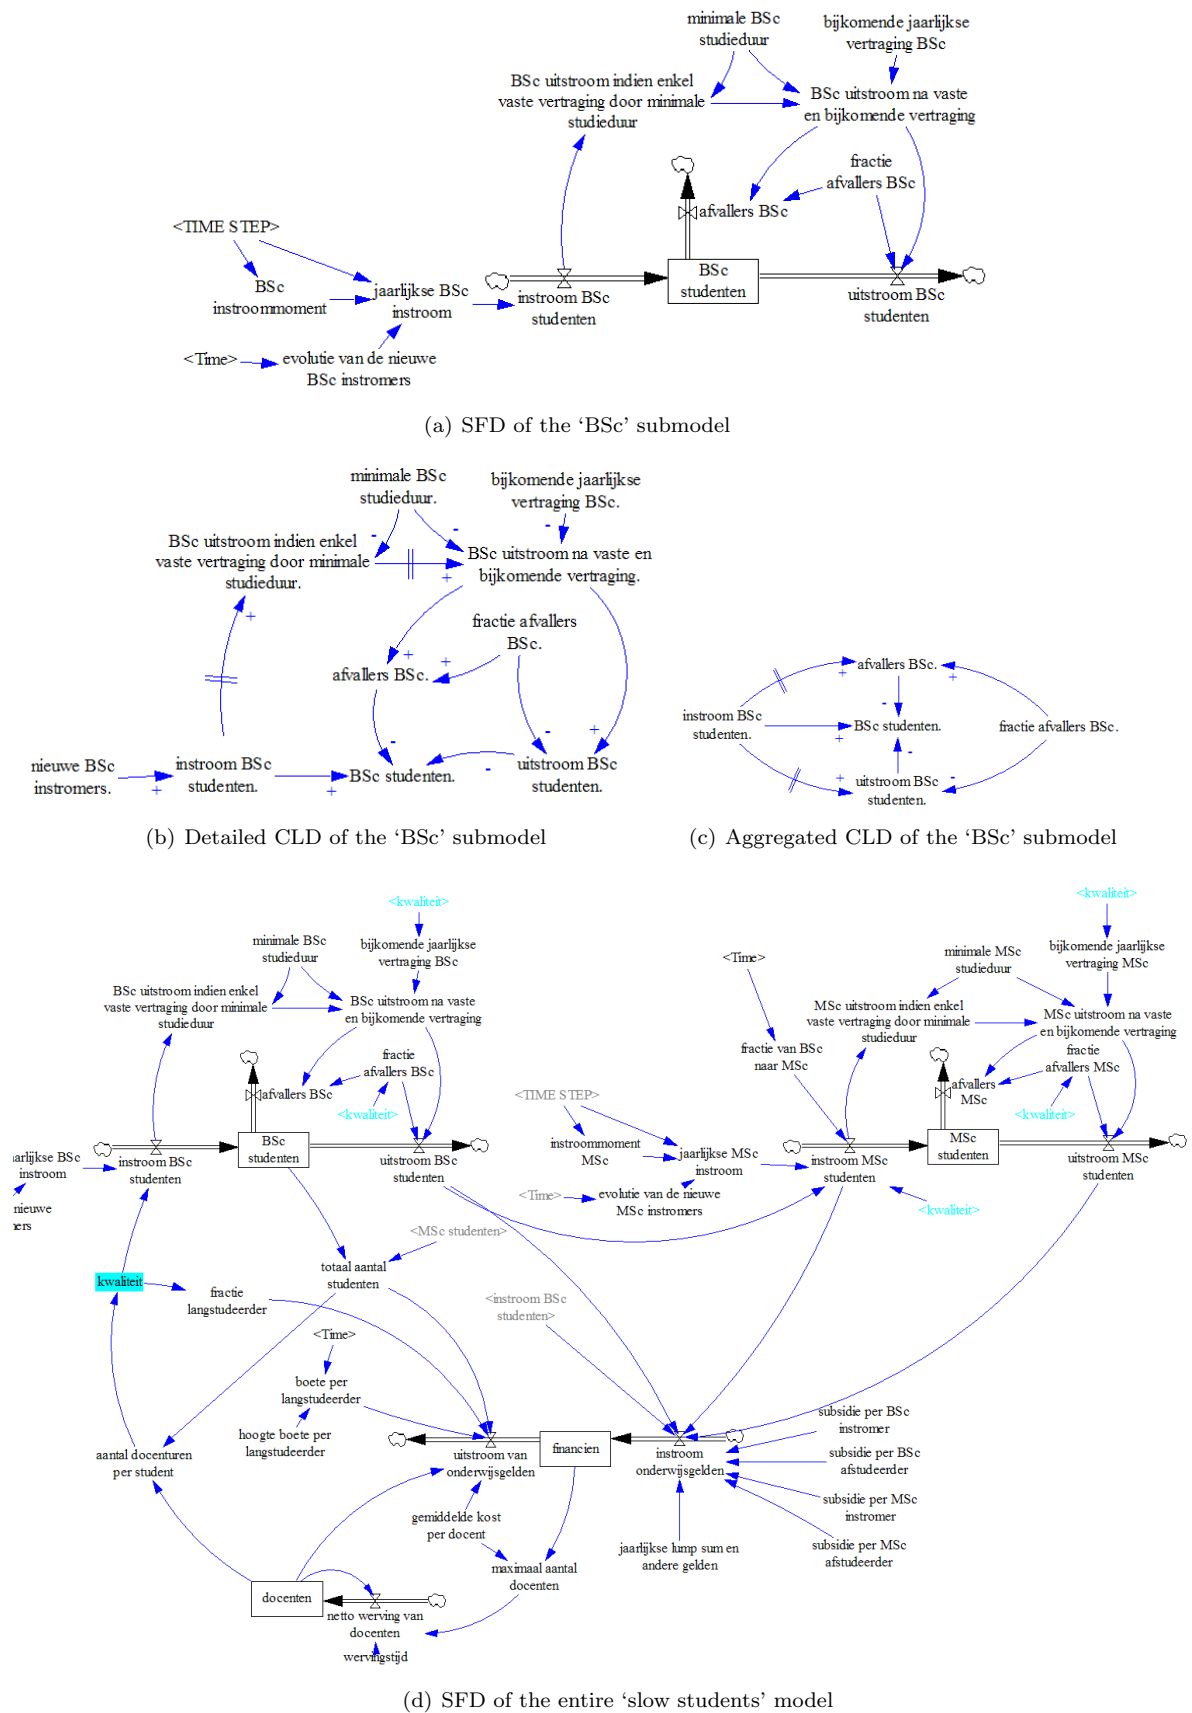 minimale BSc
studieduur
bijkomende jaarlijkse
vertraging BSc
BSc uitstroom indien enkel
vaste vertraging door minimale
studieduur
BSc uitstroom na vaste
en bijkomende vertraging
fractie
afvallers BSc
afvallers BSc
<TIME STEP>
BSc
instroommoment
jaarlijkse BSc
instroom
instroom BSc
studenten
BSc
studenten
uitstroom BSc
studenten
<Time>
evolutie van de nieuwe
BSc instromers
(a) SFD of the ‘BSc’ submodel
minimale BSc
studieduur.
bijkomende jaarlijkse
vertraging BSc.
BSc uitstroom indien enkel
vaste vertraging door minimale
studieduur.
BSc uitstroom na vaste en
bijkomende vertraging.
fractie afvallers
BSc.
afvallers BSc.
nieuwe BSc
instromers.
instroom BSc
studenten.
BSc studenten.
uitstroom BSc
studenten.
(b) Detailed CLD of the ‘BSc’ submodel
afvallers BSc.
instroom BSc
studenten.
BSc studenten.
fractie afvallers BSc.
uitstroom BSc
studenten.
(c) Aggregated CLD of the ‘BSc’ submodel
<kwaliteit>
minimale BSc
studieduur
bijkomende jaarlijkse
vertraging BSc
BSc uitstroom indien enkel
vaste vertraging door minimale
studieduur
BSc uitstroom na vaste
en bijkomende vertraging
fractie
afvallers BSc
afvallers BSc
<kwaliteit>
BSc
studenten
arlijkse BSc
instroom
nieuwe
ers
instroom BSc
studenten
uitstroom BSc
studenten
<kwaliteit>
<Time>
minimale MSc
studieduur
bijkomende jaarlijkse
vertraging MSc
MSc uitstroom indien enkel
vaste vertraging door minimale
studieduur
MSc uitstroom na vaste
en bijkomende vertraging
fractie van BSc
naar MSc
fractie
afvallers MSc
afvallers
MSc
<kwaliteit>
<TIME STEP>
instroommoment
MSc
jaarlijkse MSc
instroom
instroom MSc
studenten
MSc
studenten
uitstroom MSc
studenten
<Time>
evolutie van de nieuwe
MSc instromers
<kwaliteit>
<MSc studenten>
totaal aantal
studenten
kwaliteit
fractie
langstudeerder
<instroom BSc
studenten>
<Time>
boete per
langstudeerder
hoogte boete per
langstudeerder
aantal docenturen
per student
uitstroom van
onderwijsgelden
financien
instroom
onderwijsgelden
subsidie per BSc
instromer
subsidie per BSc
afstudeerder
subsidie per MSc
instromer
subsidie per MSc
afstudeerder
gemiddelde kost
per docent
jaarlijkse lump sum en
andere gelden
maximaal aantal
docenten
docenten
netto werving van
docenten
wervingstijd
(d) SFD of the entire ‘slow students’ model